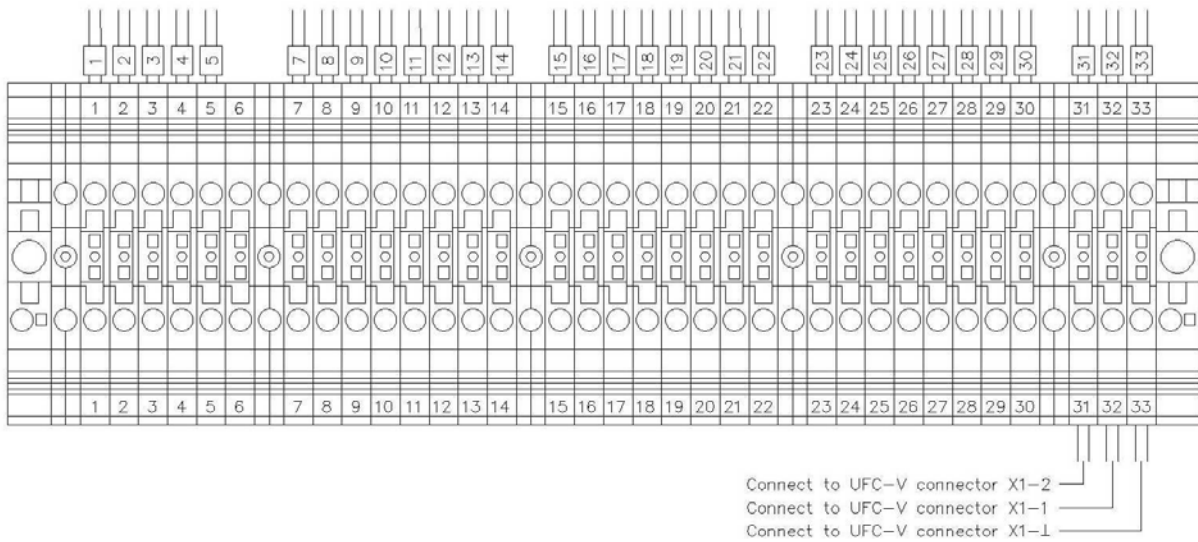 1 2 3 4 5 7 8 9 10 11 12 13 14 15 16 17 18 19 20 21 22 23 24 25 26 27 28 29 30 31 32 33
1 2 3 4 5 6 7 8 9 10 11 12 13 14 15 16 17 18 19 20 21 22 23 24 25 26 27 28 29 30 31 32 33
1 2 3 4 5 6 7 8 9 10 11 12 13 14 15 16 17 18 19 20 21 22 23 24 25 26 27 28 29 30 31 32 33
Connect to UFC-V connector X1-2
Connect to UFC-V connector X1-1
Connect to UFC-V connector X1-⊥